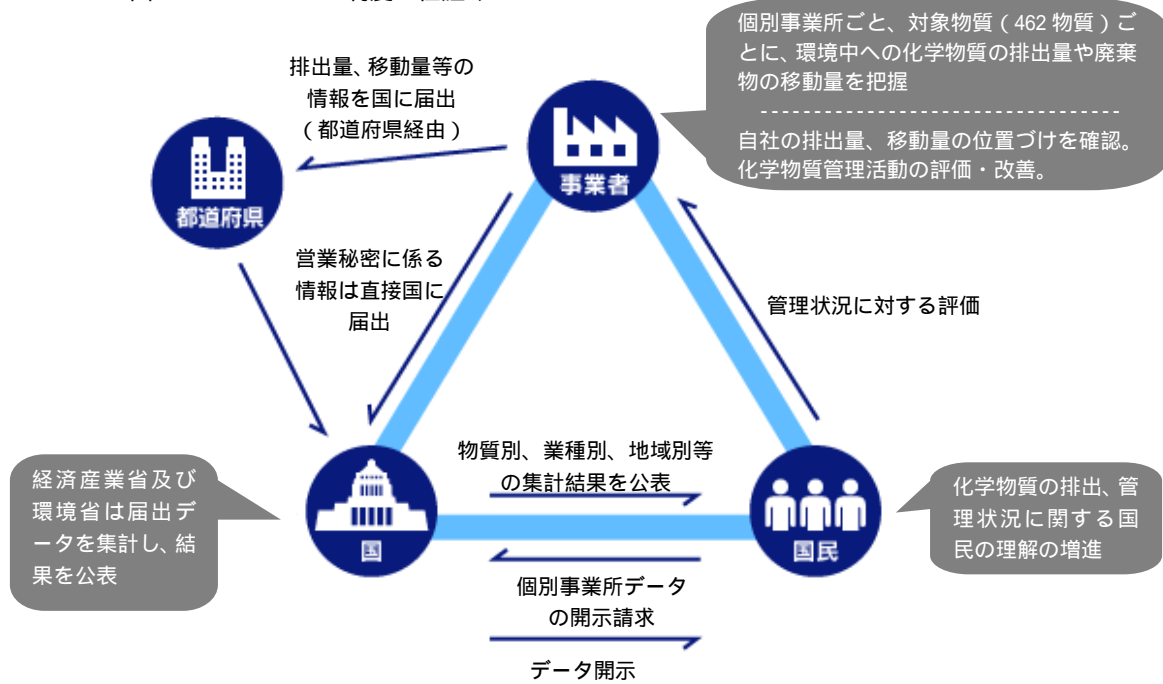 個別事業所ごと、対象物質(462 物質)ご
とに、環境中への化学物質の排出量や廃棄
物の移動量を把握
自社の排出量、移動量の位置づけを確認。
化学物質管理活動の評価・改善。
排出量、移動量等の
情報を国に届出
(都道府県経由)
事業者
都道府県
営業秘密に係る
情報は直接国に
届出
管理状況に対する評価
物質別、業種別、地域別等
の集計結果を公表
経済産業省及び
環境省は届出デ
ータを集計し、結
果を公表
国
国民
化学物質の排出、管
理状況に関する国
民の理解の増進
個別事業所データ
の開示請求
データ開示